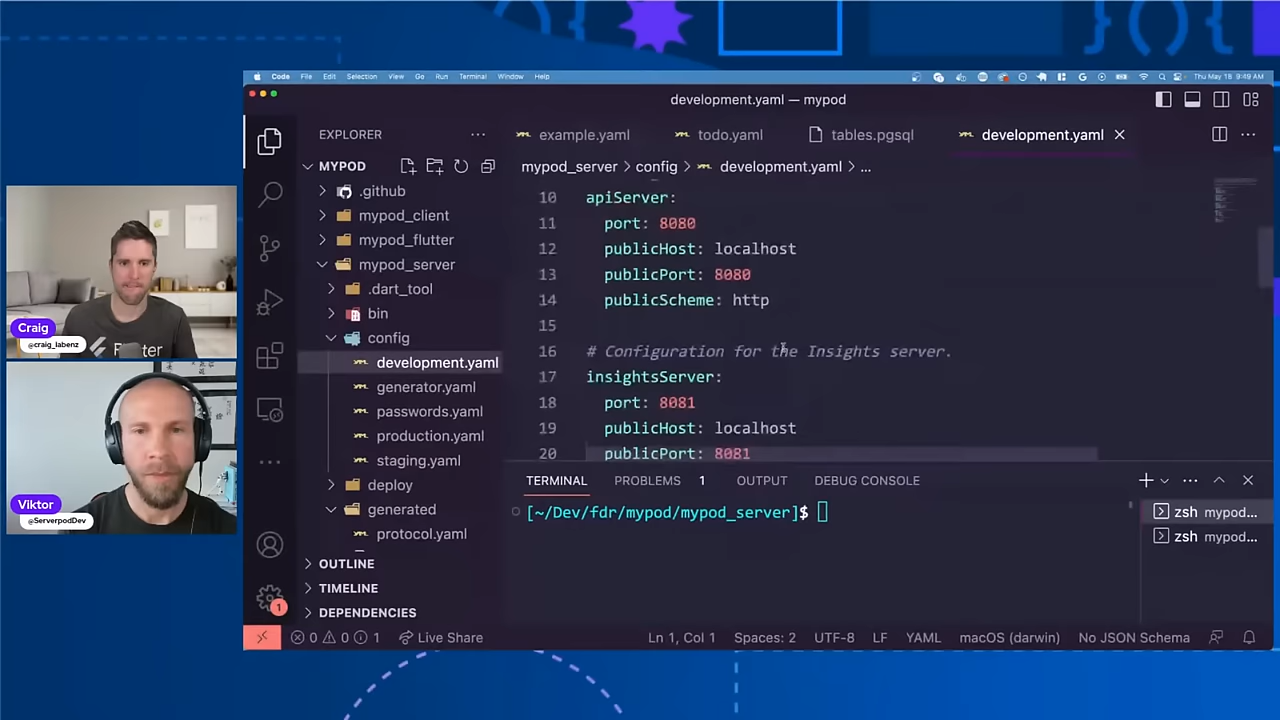 Code File Edit Selection View Go Run Terminal Window Help
Thu May 18 9:49 AM
development.yaml — mypod
EXPLORER
example.yaml
todo.yaml
tables.pgsql
development.yaml
MYPOD
mypod_server > config > development.yaml > ...
.github
mypod_client
mypod_flutter
mypod_server
.dart_tool
bin
config
development.yaml
generator.yaml
passwords.yaml
production.yaml
staging.yaml
deploy
generated
protocol.yaml
OUTLINE
TIMELINE
DEPENDENCIES
10 apiServer:
11 port: 8080
12 publicHost: localhost
13 publicPort: 8080
14 publicScheme: http
15
16 # Configuration for the Insights server.
17 insightsServer:
18 port: 8081
19 publicHost: localhost
20 publicPort: 8081
TERMINAL PROBLEMS 1 OUTPUT DEBUG CONSOLE
[~/Dev/fdr/mypod/mypod_server]$
zsh mypod...
zsh mypod...
1
0 0 1 Live Share
Ln 1, Col 1 Spaces: 2 UTF-8 LF YAML macOS (darwin) No JSON Schema
Craig
@craig_labenz
Viktor
@ServerpodDev